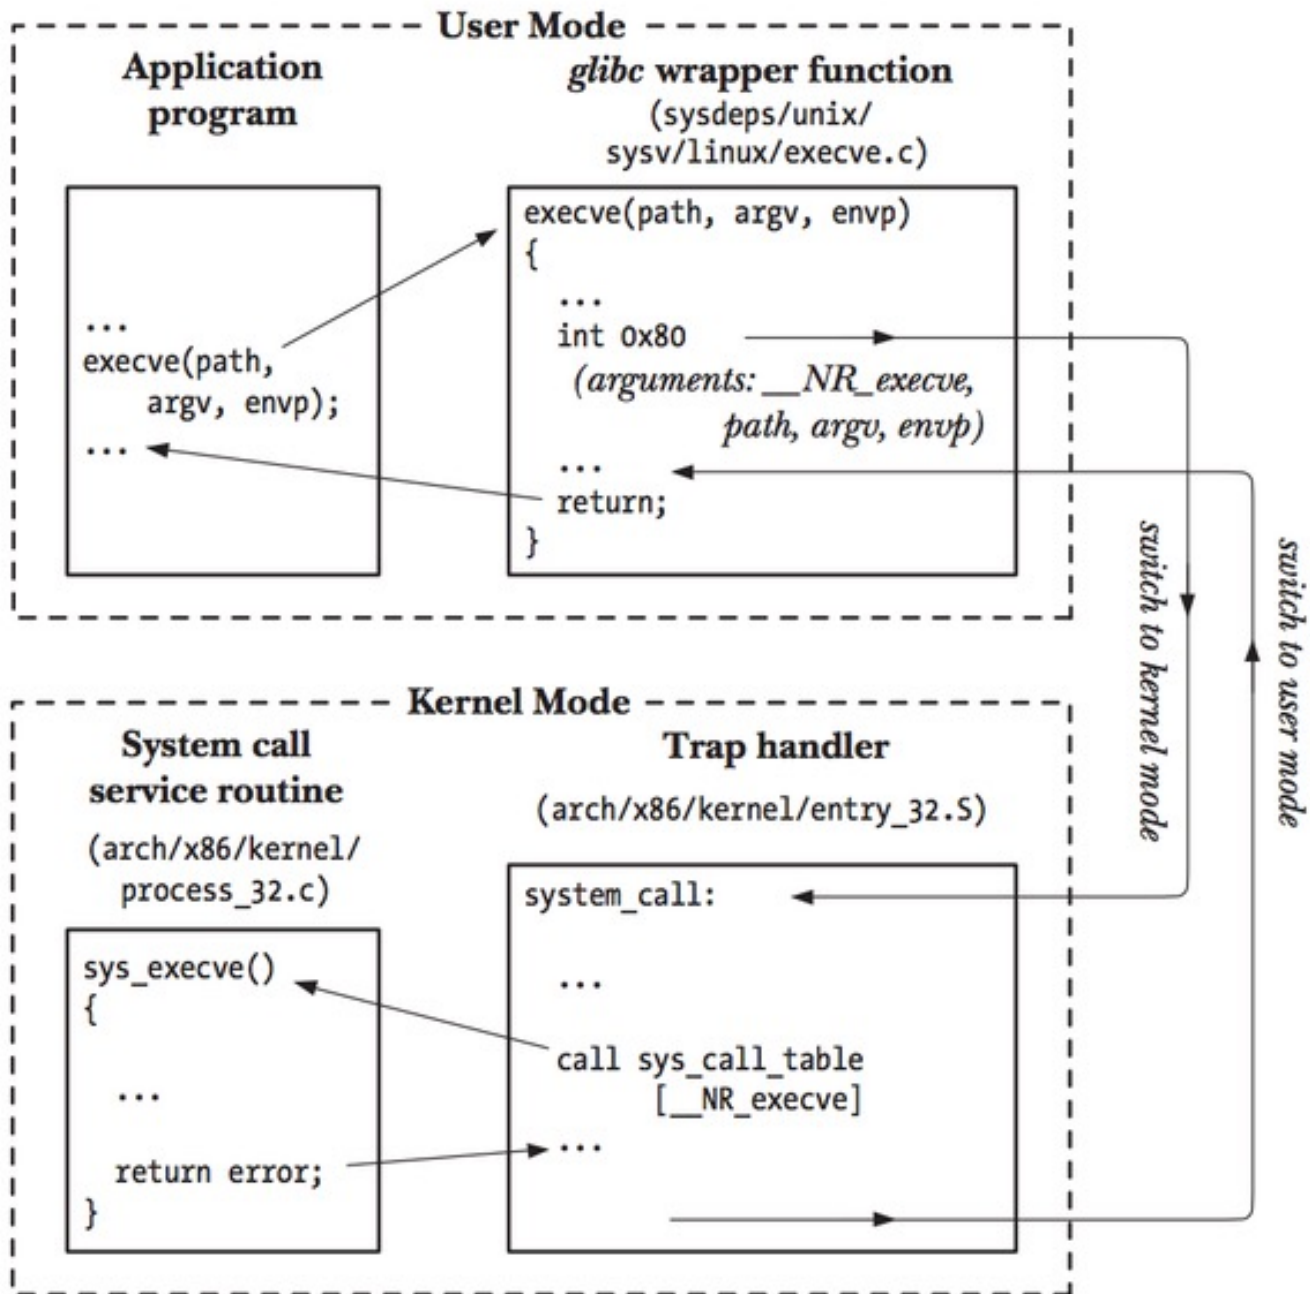 User Mode
Application
program
glibc wrapper function
(sysdeps/unix/
sysv/linux/execve.c)
...
execve(path,
argv, envp);
...
execve(path, argv, envp)
{
...
int 0x80
(arguments: __NR_execve,
path, argv, envp)
...
return;
}
switch to kernel mode
switch to user mode
Kernel Mode
System call
service routine
(arch/x86/kernel/
process_32.c)
sys_execve()
{
...
return error;
}
Trap handler
(arch/x86/kernel/entry_32.S)
system_call:
...
call sys_call_table
[__NR_execve]
...